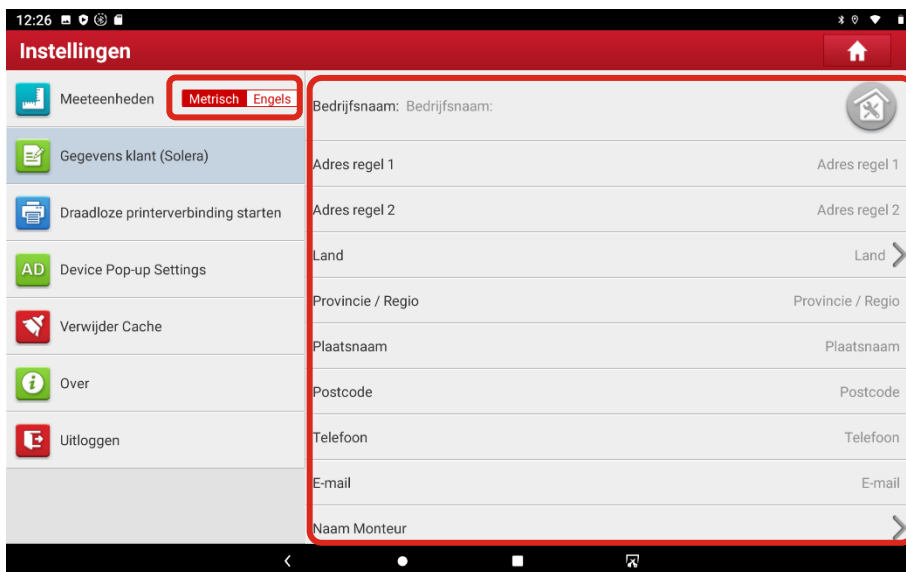 12:26
Instellingen
Meeteenheden Metrisch Engels
Gegevens klant (Solera)
Draadloze printerverbinding starten
AD Device Pop-up Settings
Verwijder Cache
Over
Uitloggen
Bedrijfsnaam: Bedrijfsnaam:
Adres regel 1 Adres regel 1
Adres regel 2 Adres regel 2
Land Land
Provincie / Regio Provincie / Regio
Plaatsnaam Plaatsnaam
Postcode Postcode
Telefoon Telefoon
E-mail E-mail
Naam Monteur